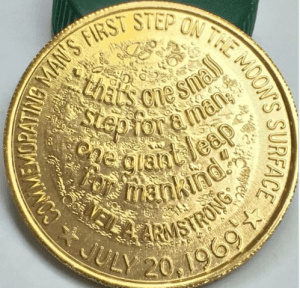 COMMEMORATING MAN'S FIRST STEP ON THE MOON'S SURFACE
"that's one small
step for a man,
one giant leap
for mankind."
NEIL A. ARMSTRONG
JULY 20, 1969